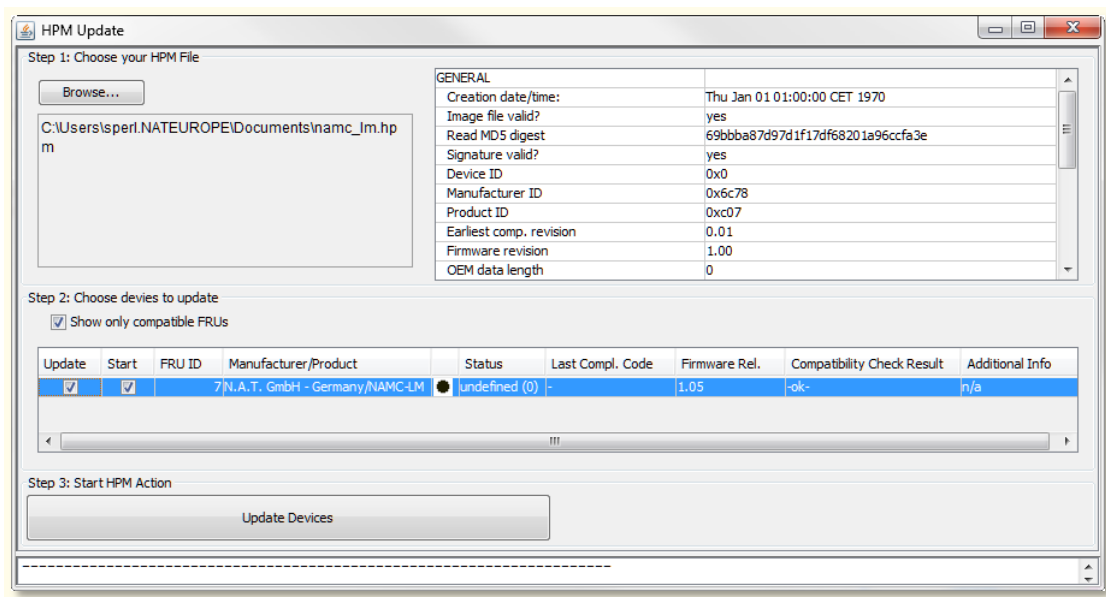 HPM Update
Step 1: Choose your HPM File
Browse...
C:\Users\sperl.NATEUROPE\Documents\namc_lm.hp
m
GENERAL
Creation date/time: Thu Jan 01 01:00:00 CET 1970
Image file valid? yes
Read MD5 digest 69bbba87d97d1f17df68201a96ccfa3e
Signature valid? yes
Device ID 0x0
Manufacturer ID 0x6c78
Product ID 0xc07
Earliest comp. revision 0.01
Firmware revision 1.00
OEM data length 0
Step 2: Choose devies to update
Show only compatible FRUs
Update Start FRU ID Manufacturer/Product Status Last Compl. Code Firmware Rel. Compatibility Check Result Additional Info
7 N.A.T. GmbH - Germany/NAMC-LM undefined (0) - 1.05 -ok- n/a
Step 3: Start HPM Action
Update Devices
-----------------------------------------------------------------------